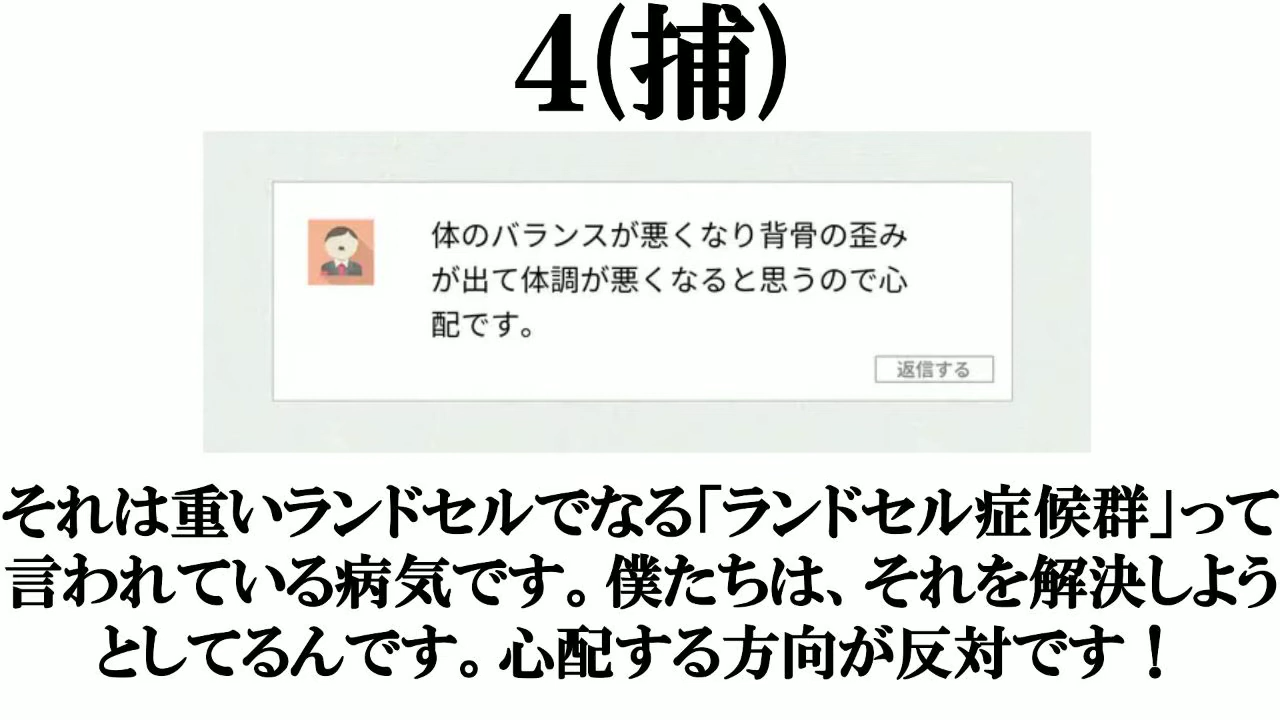 4(捕)
体のバランスが悪くなり背骨の歪み
が出て体調が悪くなると思うので心
配です。
返信する
それは重いランドセルでなる「ランドセル症候群」って
言われている病気です。僕たちは、それを解決しよう
としてるんです。心配する方向が反対です！